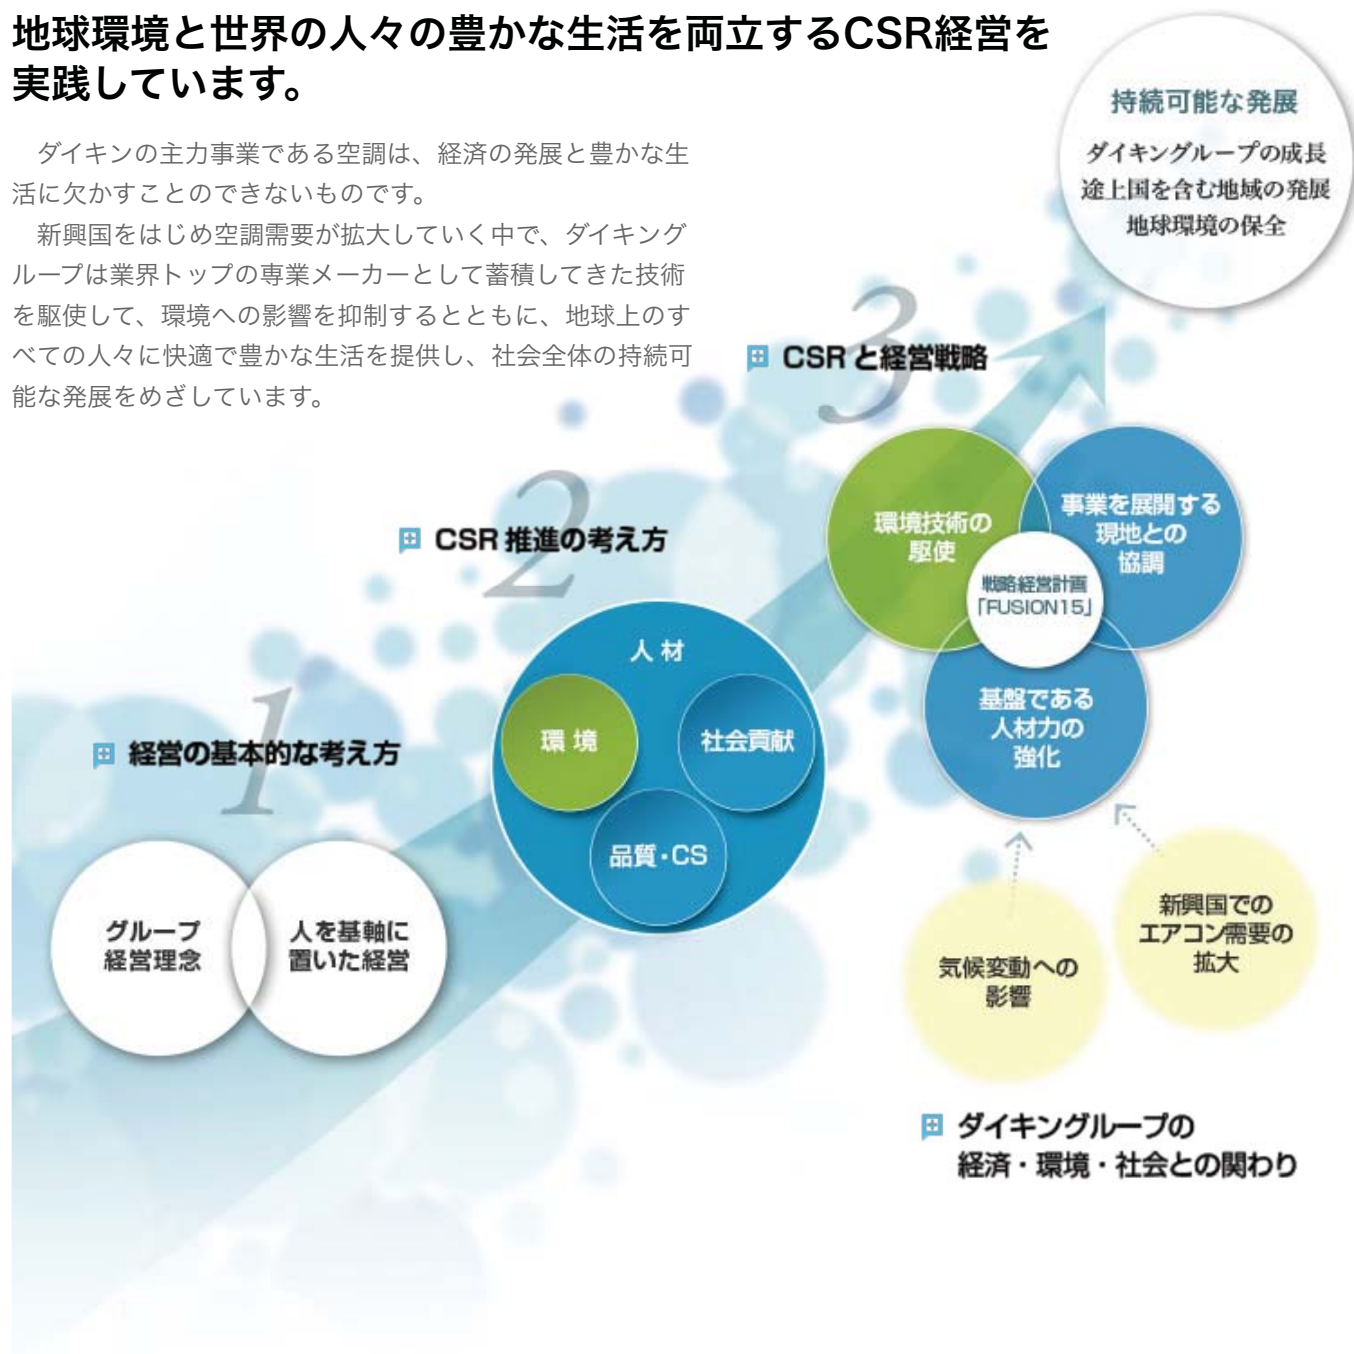 地球環境と世界の人々の豊かな生活を両立するCSR経営を
実践しています。
ダイキンの主力事業である空調は、経済の発展と豊かな生
活に欠かすことのできないものです。
新興国をはじめ空調需要が拡大していく中で、ダイキング
ループは業界トップの専業メーカーとして蓄積してきた技術
を駆使して、環境への影響を抑制するとともに、地球上のす
べての人々に快適で豊かな生活を提供し、社会全体の持続可
能な発展をめざしています。
持続可能な発展
ダイキングループの成長
途上国を含む地域の発展
地球環境の保全
3
CSRと経営戦略
環境技術の
駆使
事業を展開する
現地との
協調
戦略経営計画
「FUSION15」
基盤である
人材力の
強化
2
CSR推進の考え方
人材
環境
社会貢献
品質・CS
1
経営の基本的な考え方
グループ
経営理念
人を基軸に
置いた経営
気候変動への
影響
新興国での
エアコン需要の
拡大
ダイキングループの
経済・環境・社会との関わり